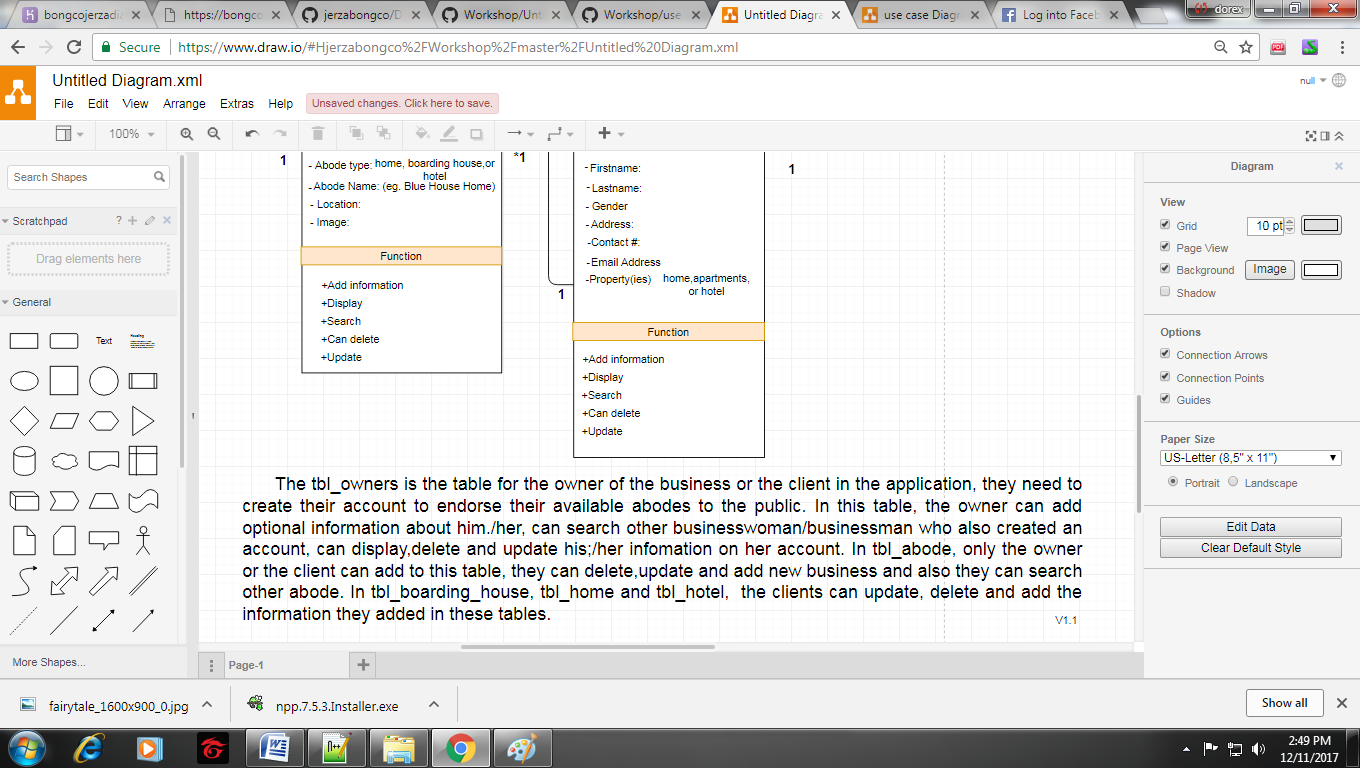 bongcojerzadia
https://bongco
jerzabongco/D
Workshop/Unt
Workshop/use
Untitled Diagra
use case Diagr
Log into Faceb
dorex
Secure
https://www.draw.io/#Hjerzabongco%2FWorkshop%2Fmaster%2FUntitled%20Diagram.xml
PDF
Untitled Diagram.xml
null
File Edit View Arrange Extras Help
Unsaved changes. Click here to save.
100%
Search Shapes
Scratchpad
?
Drag elements here
General
Text
Heading
More Shapes...
1
- Abode type: home, boarding house,or
hotel
-Abode Name: (eg. Blue House Home)
- Location:
- Image:
Function
+Add information
+Display
+Search
+Can delete
+Update
*1
1
-Firstname:
-Lastname:
- Gender
- Address:
-Contact #:
-Email Address
-Property(ies) home,apartments,
or hotel
Function
+Add information
+Display
+Search
+Can delete
+Update
1
The tbl_owners is the table for the owner of the business or the client in the application, they need to
create their account to endorse their available abodes to the public. In this table, the owner can add
optional information about him./her, can search other businesswoman/businessman who also created an
account, can display,delete and update his;/her infomation on her account. In tbl_abode, only the owner
or the client can add to this table, they can delete,update and add new business and also they can search
other abode. In tbl_boarding_house, tbl_home and tbl_hotel, the clients can update, delete and add the
information they added in these tables.
V1.1
Page-1
Diagram
View
Grid
10 pt
Page View
Background
Image
Shadow
Options
Connection Arrows
Connection Points
Guides
Paper Size
US-Letter (8,5" x 11")
Portrait Landscape
Edit Data
Clear Default Style
fairytale_1600x900_0.jpg
npp.7.5.3.Installer.exe
Show all
2:49 PM
12/11/2017